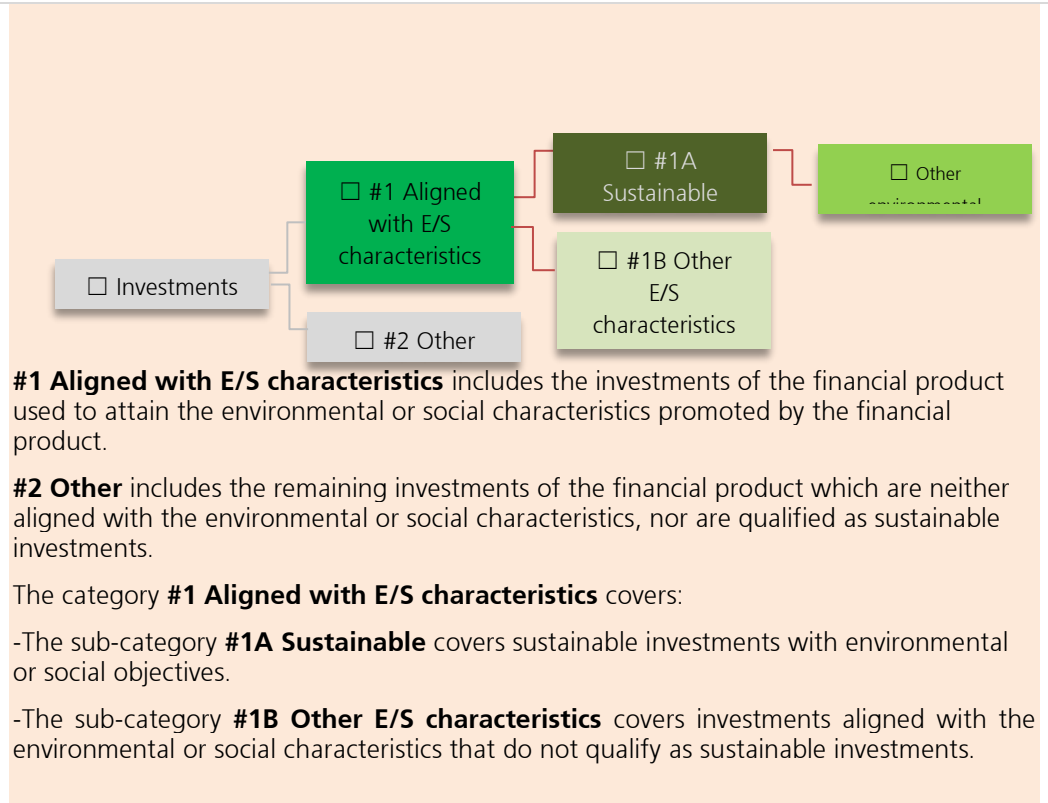 ☐ #1A
Sustainable
☐ Other
☐ #1 Aligned
with E/S
characteristics
☐ #1B Other
E/S
characteristics
☐ Investments
☐ #2 Other
#1 Aligned with E/S characteristics includes the investments of the financial product
used to attain the environmental or social characteristics promoted by the financial
product.
#2 Other includes the remaining investments of the financial product which are neither
aligned with the environmental or social characteristics, nor are qualified as sustainable
investments.
The category #1 Aligned with E/S characteristics covers:
-The sub-category #1A Sustainable covers sustainable investments with environmental
or social objectives.
-The sub-category #1B Other E/S characteristics covers investments aligned with the
environmental or social characteristics that do not qualify as sustainable investments.